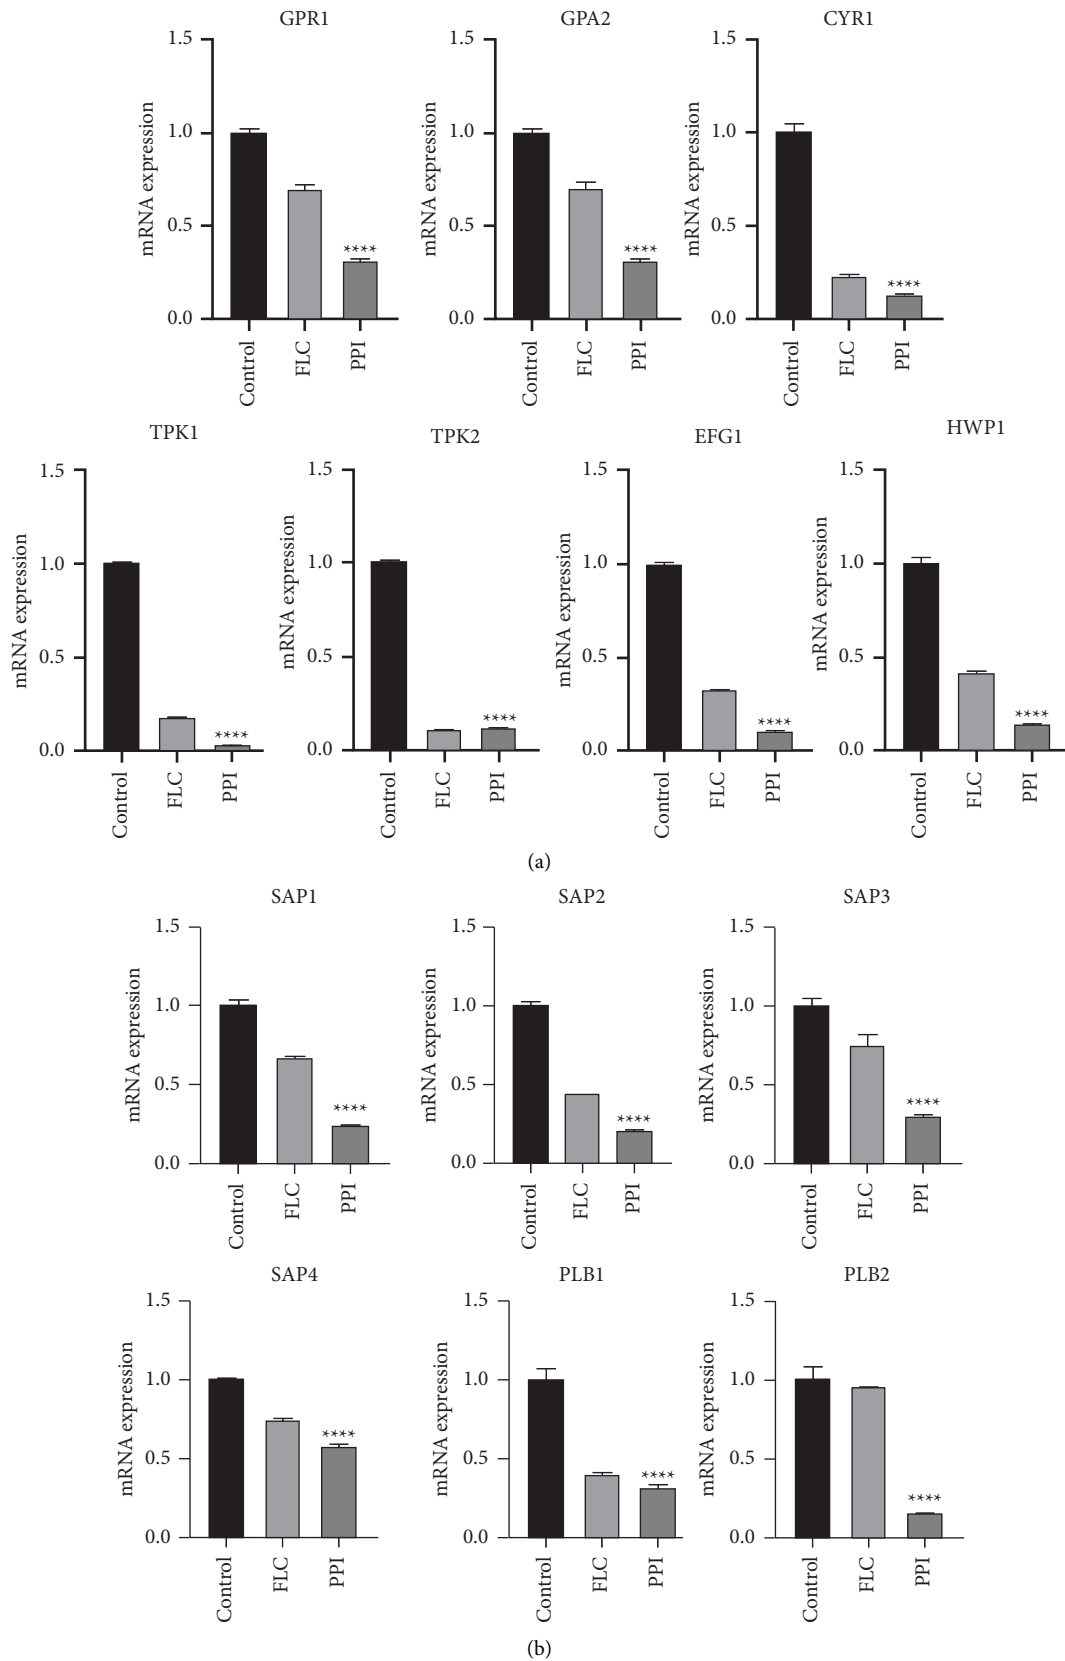 GPR1 GPA2 CYR1
mRNA expression 1.5 1.0 0.5 0.0 **** Control FLC PPI
mRNA expression 1.5 1.0 0.5 0.0 **** Control FLC PPI
mRNA expression 1.5 1.0 0.5 0.0 **** Control FLC PPI
TPK1 TPK2 EFG1 HWP1
mRNA expression 1.5 1.0 0.5 0.0 **** Control FLC PPI
mRNA expression 1.5 1.0 0.5 0.0 **** Control FLC PPI
mRNA expression 1.5 1.0 0.5 0.0 **** Control FLC PPI
mRNA expression 1.5 1.0 0.5 0.0 **** Control FLC PPI
(a)
SAP1 SAP2 SAP3
mRNA expression 1.5 1.0 0.5 0.0 **** Control FLC PPI
mRNA expression 1.5 1.0 0.5 0.0 **** Control FLC PPI
mRNA expression 1.5 1.0 0.5 0.0 **** Control FLC PPI
SAP4 PLB1 PLB2
mRNA expression 1.5 1.0 0.5 0.0 **** Control FLC PPI
mRNA expression 1.5 1.0 0.5 0.0 **** Control FLC PPI
mRNA expression 1.5 1.0 0.5 0.0 **** Control FLC PPI
(b)